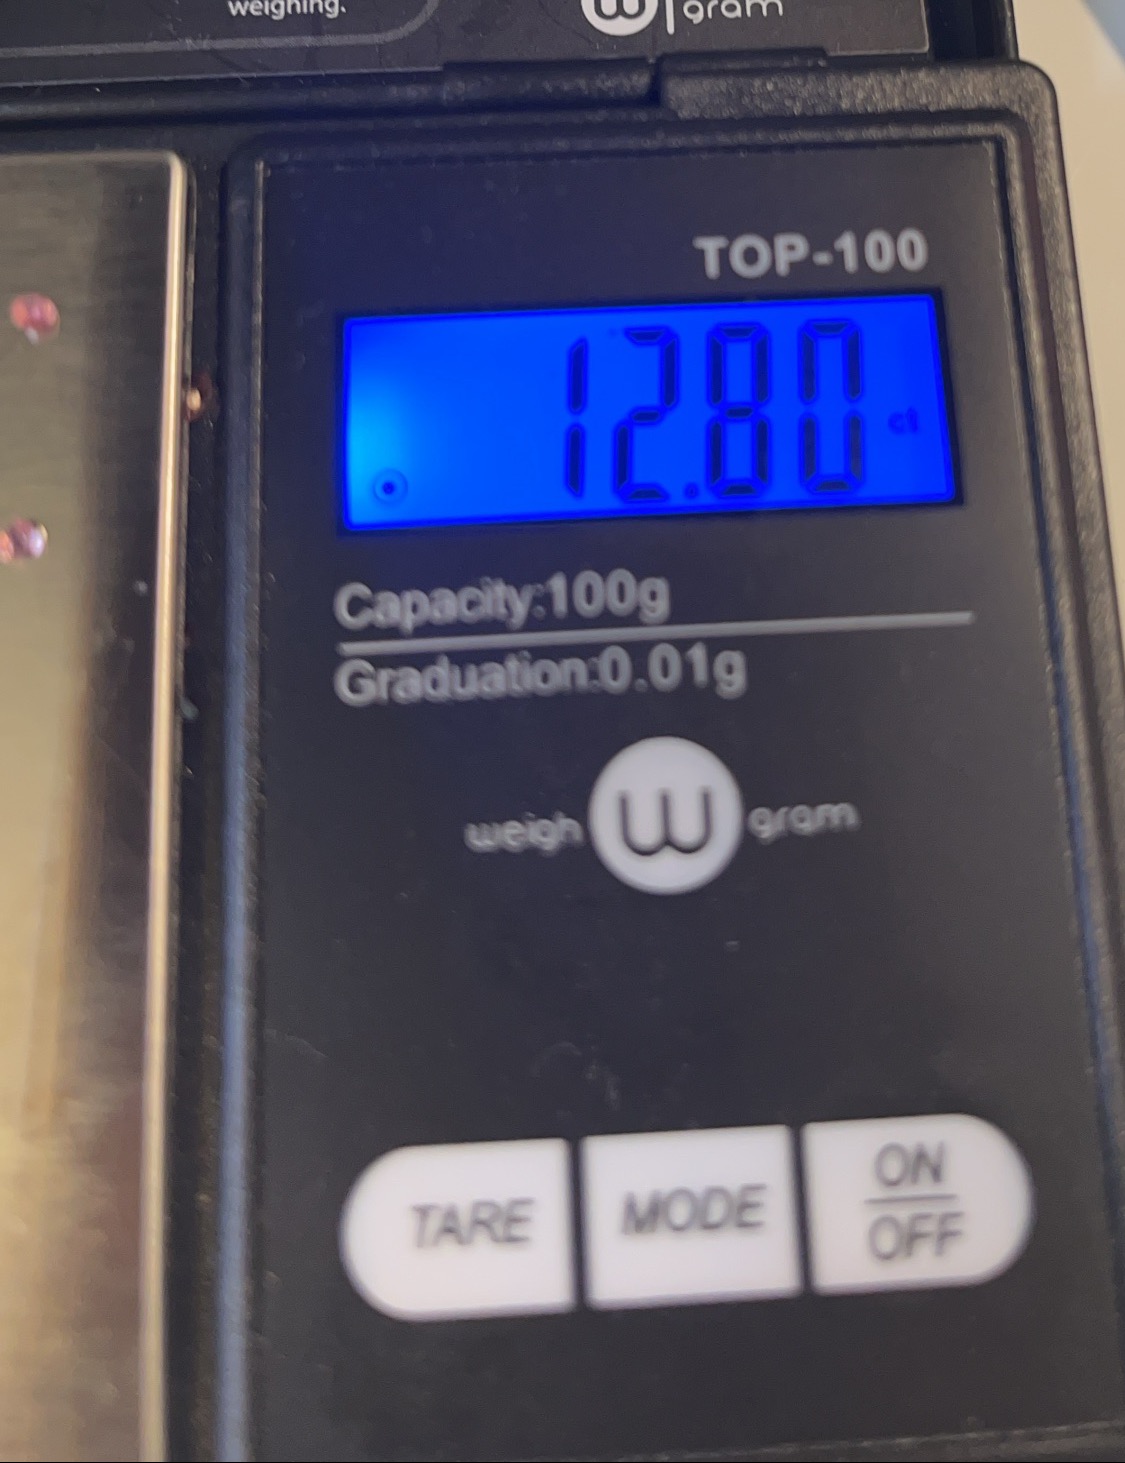 weighing.
W gram
TOP-100
12.80 ct
Capacity:100g
Graduation:0.01g
weigh W gram
TARE MODE ON
OFF